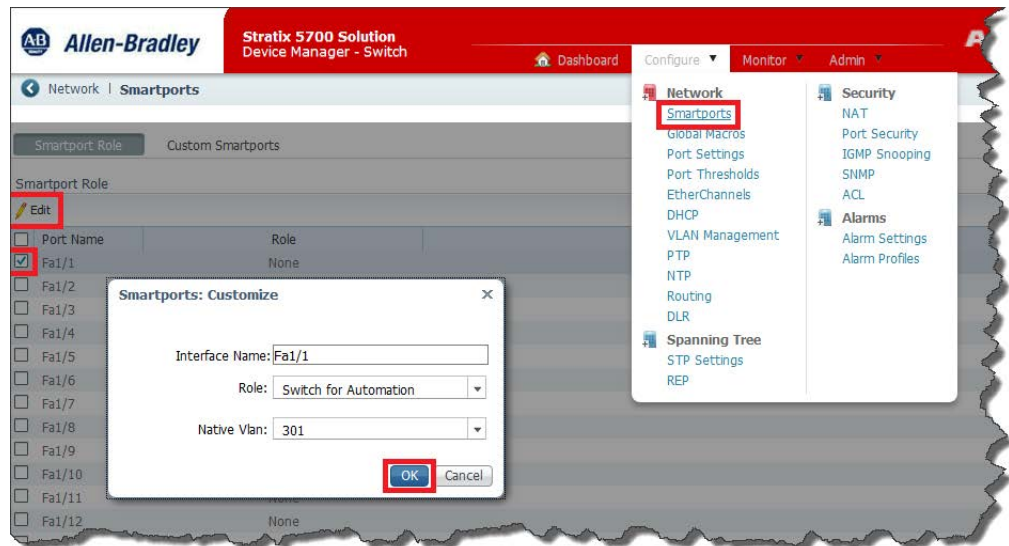 AB
Allen-Bradley
Stratix 5700 Solution
Device Manager - Switch
Dashboard
Configure
Monitor
Admin
Network | Smartports
Smartport Role
Custom Smartports
Smartport Role
Edit
Port Name Role
Fa1/1 None
Fa1/2
Fa1/3
Fa1/4
Fa1/5
Fa1/6
Fa1/7
Fa1/8
Fa1/9
Fa1/10
Fa1/11
Fa1/12 None
Smartports: Customize
Interface Name: Fa1/1
Role: Switch for Automation
Native Vlan: 301
OK Cancel
Network
Smartports
Global Macros
Port Settings
Port Thresholds
EtherChannels
DHCP
VLAN Management
PTP
NTP
Routing
DLR
Spanning Tree
STP Settings
REP
Security
NAT
Port Security
IGMP Snooping
SNMP
ACL
Alarms
Alarm Settings
Alarm Profiles